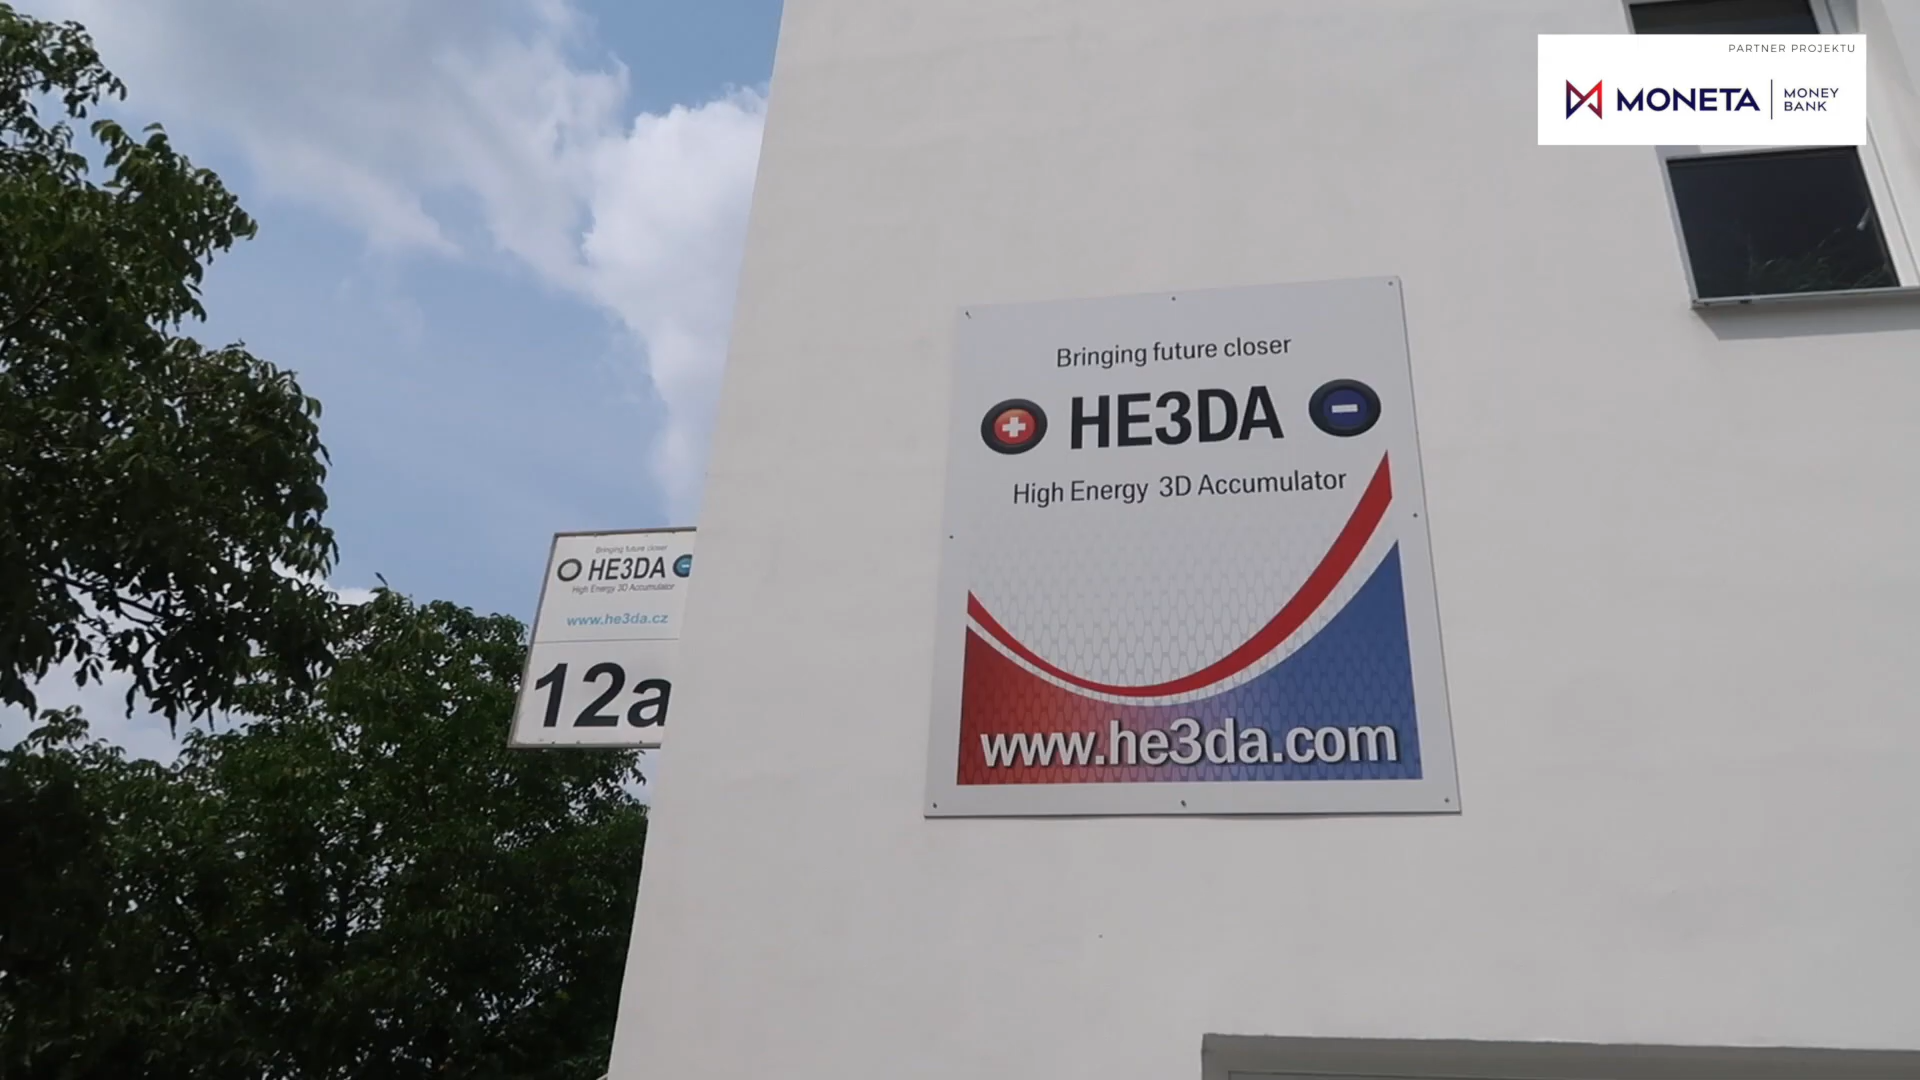 PARTNER PROJEKTU
MONETA
MONEY
BANK
Bringing future closer
HE3DA
High Energy 3D Accumulator
www.he3da.com
Bringing future closer
HE3DA
High Energy 3D Accumulator
www.he3da.cz
12a